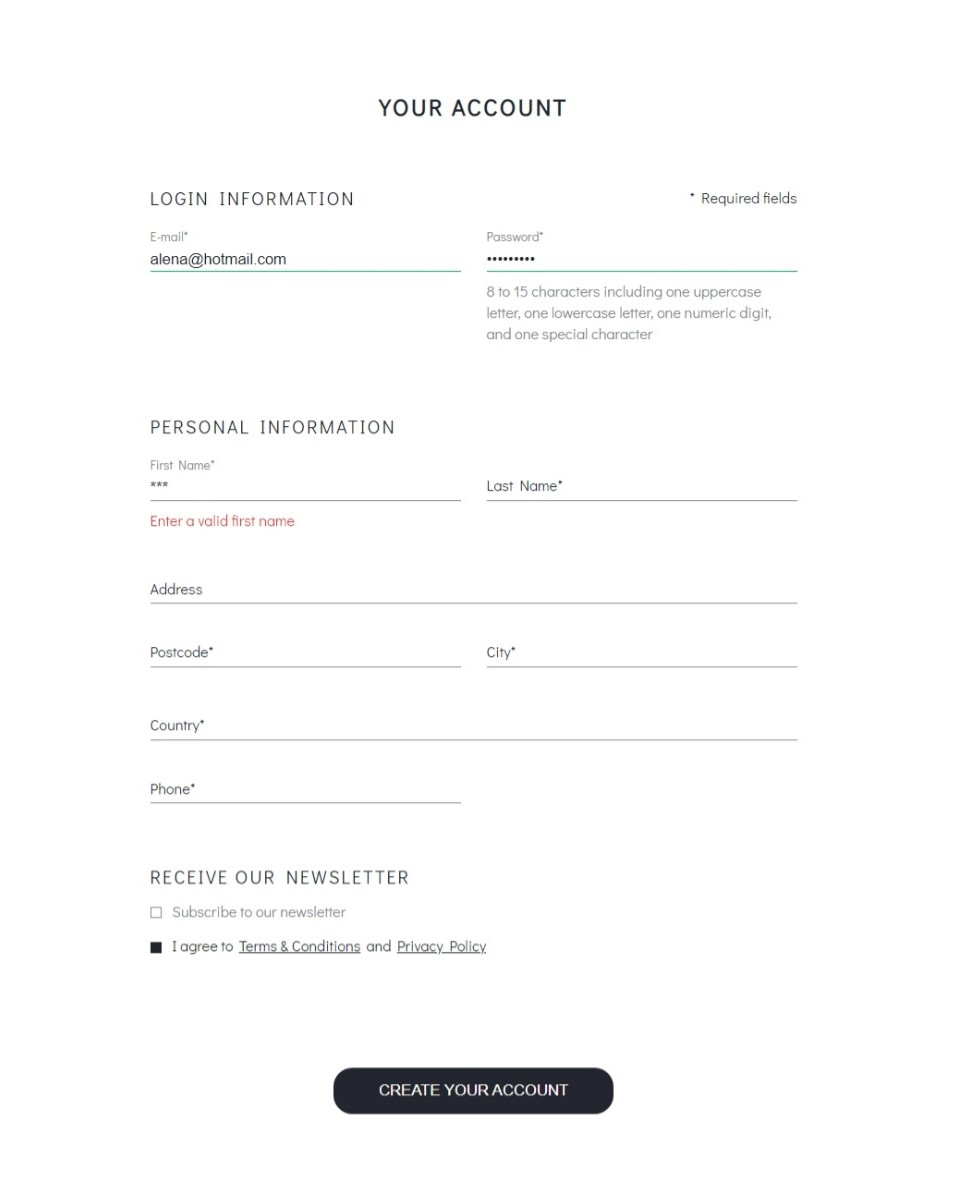 YOUR ACCOUNT
LOGIN INFORMATION
* Required fields
E-mail*
Password*
alena@hotmail.com
•••••••••
8 to 15 characters including one uppercase
letter, one lowercase letter, one numeric digit,
and one special character
PERSONAL INFORMATION
First Name*
***
Last Name*
Enter a valid first name
Address
Postcode*
City*
Country*
Phone*
RECEIVE OUR NEWSLETTER
Subscribe to our newsletter
I agree to Terms & Conditions and Privacy Policy
CREATE YOUR ACCOUNT